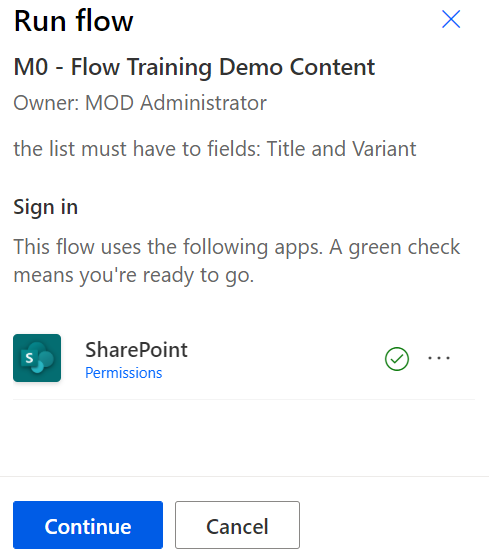 Run flow
M0 - Flow Training Demo Content
Owner: MOD Administrator
the list must have to fields: Title and Variant
Sign in
This flow uses the following apps. A green check
means you're ready to go.
S
SharePoint
Permissions
Continue
Cancel